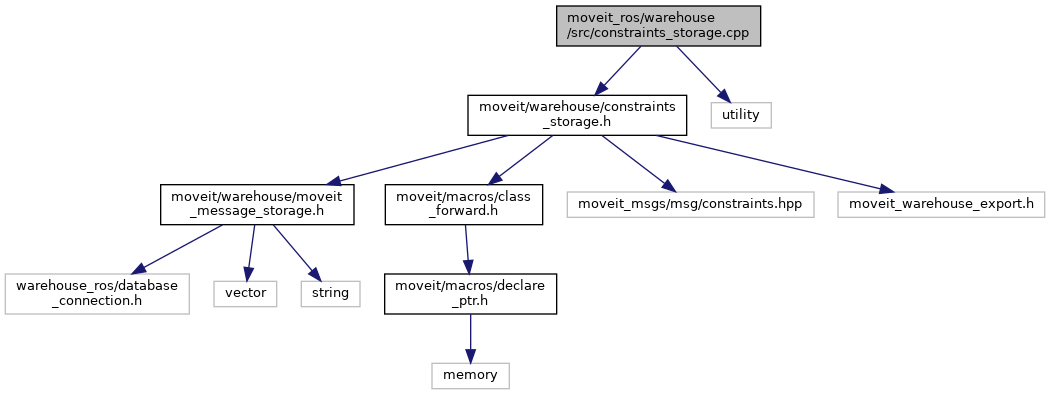 moveit_ros/warehouse
/src/constraints_storage.cpp
moveit/warehouse/constraints
_storage.h
utility
moveit/warehouse/moveit
_message_storage.h
moveit/macros/class
_forward.h
moveit_msgs/msg/constraints.hpp
moveit_warehouse_export.h
warehouse_ros/database
_connection.h
vector
string
moveit/macros/declare
_ptr.h
memory